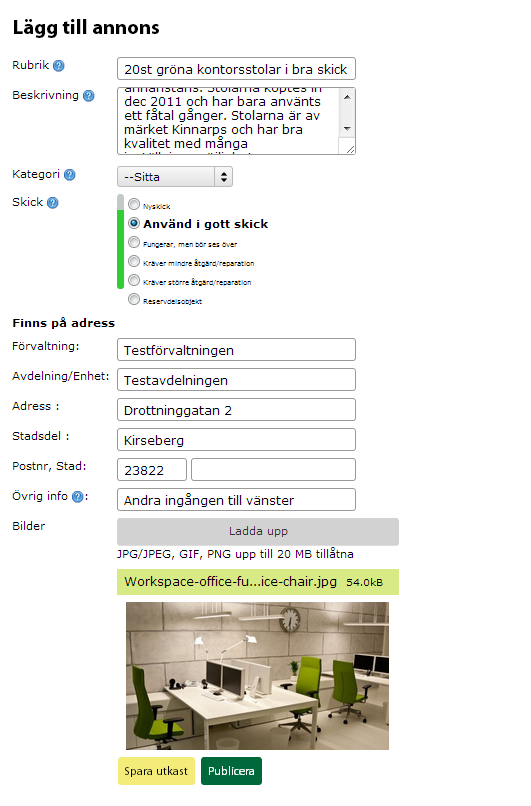 Lägg till annons
Rubrik
20st gröna kontorsstolar i bra skick
Beskrivning
annanstans. Stolarna köptes in
dec 2011 och har bara använts
ett fåtal gånger. Stolarna är av
märket Kinnarps och har bra
kvalitet med många
Kategori
--Sitta
Skick
Nyskick
Använd i gott skick
Fungerar, men bör ses över
Kräver mindre åtgärd/reparation
Kräver större åtgärd/reparation
Reservdelsobjekt
Finns på adress
Förvaltning: Testförvaltningen
Avdelning/Enhet: Testavdelningen
Adress : Drottninggatan 2
Stadsdel : Kirseberg
Postnr, Stad: 23822
Övrig info : Andra ingången till vänster
Bilder
Ladda upp
JPG/JPEG, GIF, PNG upp till 20 MB tillåtna
Workspace-office-fu...ice-chair.jpg 54.0kB
Spara utkast
Publicera